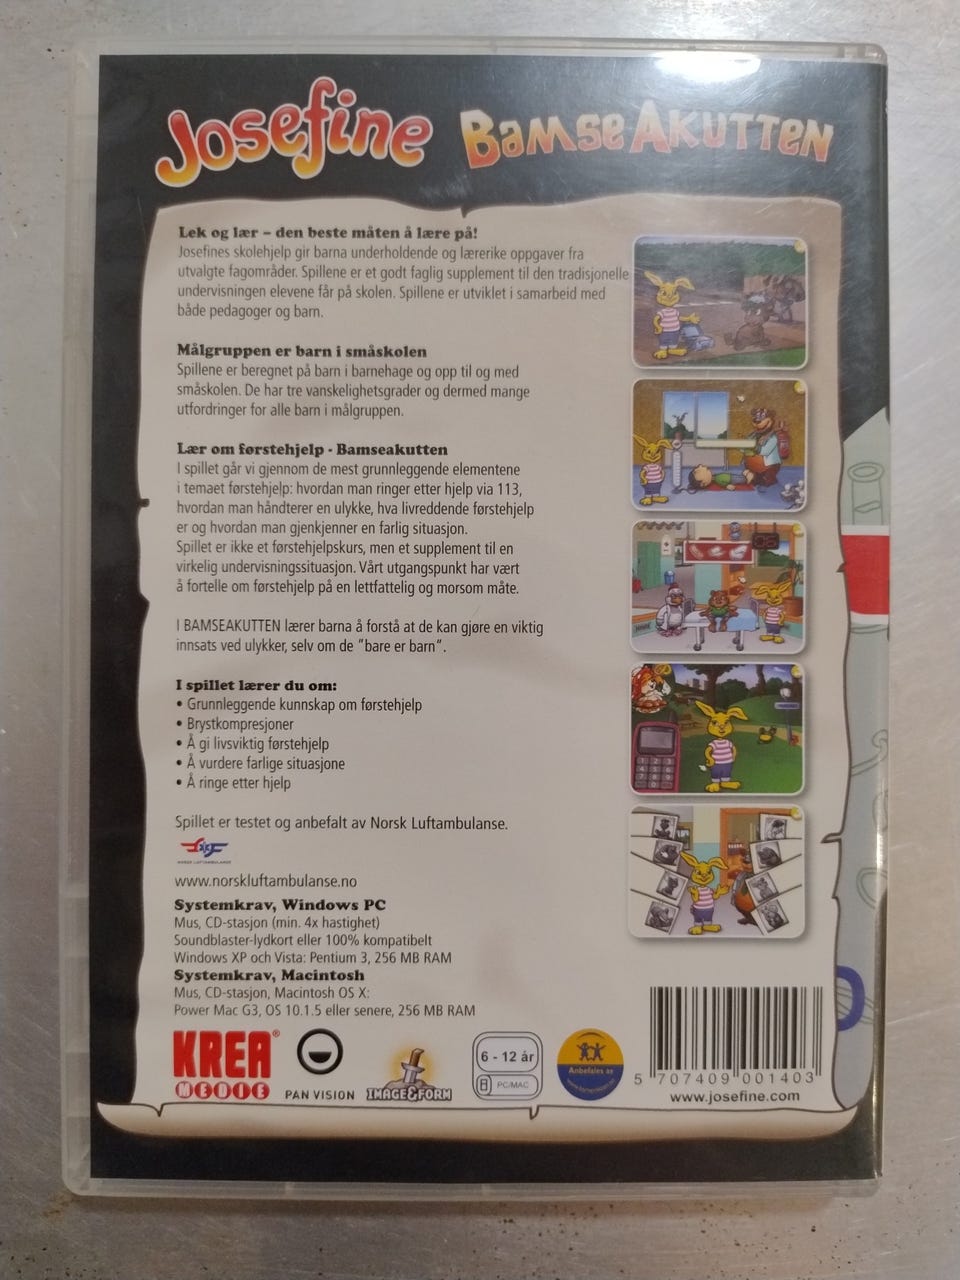 Josefine BamseAkutten
Lek og lær – den beste måten å lære på!
Josefines skolehjelp gir barna underholdende og lærerike oppgaver fra
utvalgte fagområder. Spillene er et godt faglig supplement til den tradisjonelle
undervisningen elevene får på skolen. Spillene er utviklet i samarbeid med
både pedagoger og barn.
Målgruppen er barn i småskolen
Spillene er beregnet på barn i barnehage og opp til og med
småskolen. De har tre vanskelighetsgrader og dermed mange
utfordringer for alle barn i målgruppen.
Lær om førstehjelp - Bamseakutten
I spillet går vi gjennom de mest grunnleggende elementene
i temaet førstehjelp: hvordan man ringer etter hjelp via 113,
hvordan man håndterer en ulykke, hva livreddende førstehjelp
er og hvordan man gjenkjenner en farlig situasjon.
Spillet er ikke et førstehjelpskurs, men et supplement til en
virkelig undervisningssituasjon. Vårt utgangspunkt har vært
å fortelle om førstehjelp på en lettfattelig og morsom måte.
I BAMSEAKUTTEN lærer barna å forstå at de kan gjøre en viktig
innsats ved ulykker, selv om de "bare er barn".
I spillet lærer du om:
• Grunnleggende kunnskap om førstehjelp
• Brystkompresjoner
• Å gi livsviktig førstehjelp
• Å vurdere farlige situasjone
• Å ringe etter hjelp
Spillet er testet og anbefalt av Norsk Luftambulanse.
NORSK LUFTAMBULANSE
www.norskluftambulanse.no
Systemkrav, Windows PC
Mus, CD-stasjon (min. 4x hastighet)
Soundblaster-lydkort eller 100% kompatibelt
Windows XP och Vista: Pentium 3, 256 MB RAM
Systemkrav, Macintosh
Mus, CD-stasjon, Macintosh OS X:
Power Mac G3, OS 10.1.5 eller senere, 256 MB RAM
KREA®
MEDIE
PAN VISION
IMAGE&FORM
6 - 12 år
PC/MAC
Anbefales av
5 707409 001403
www.josefine.com